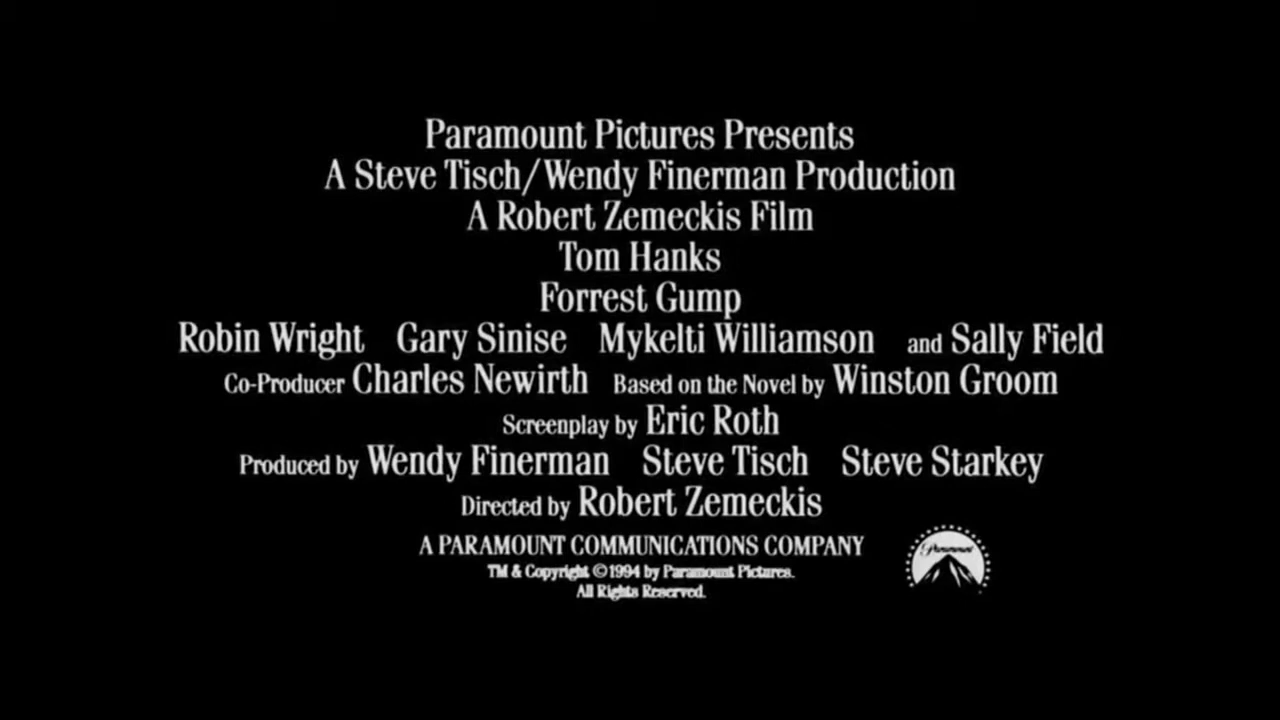 Paramount Pictures Presents
A Steve Tisch/Wendy Finerman Production
A Robert Zemeckis Film
Tom Hanks
Forrest Gump
Robin Wright Gary Sinise Mykelti Williamson and Sally Field
Co-Producer Charles Newirth Based on the Novel by Winston Groom
Screenplay by Eric Roth
Produced by Wendy Finerman Steve Tisch Steve Starkey
Directed by Robert Zemeckis
A PARAMOUNT COMMUNICATIONS COMPANY
Paramount
TM & Copyright ©1994 by Paramount Pictures.
All Rights Reserved.